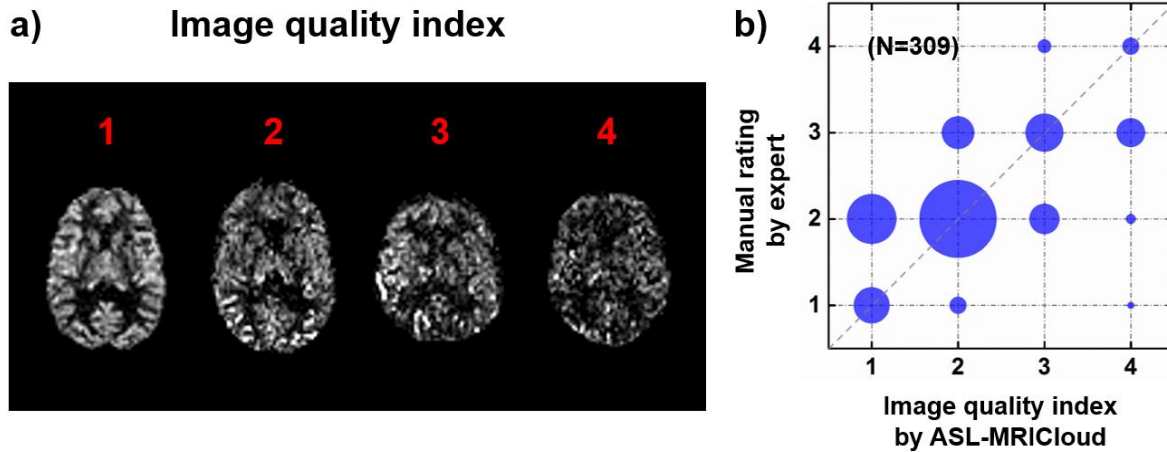 a) Image quality index
1 2 3 4
b)
(N=309)
4
3
2
1
Manual rating
by expert
1 2 3 4
Image quality index
by ASL-MRICloud